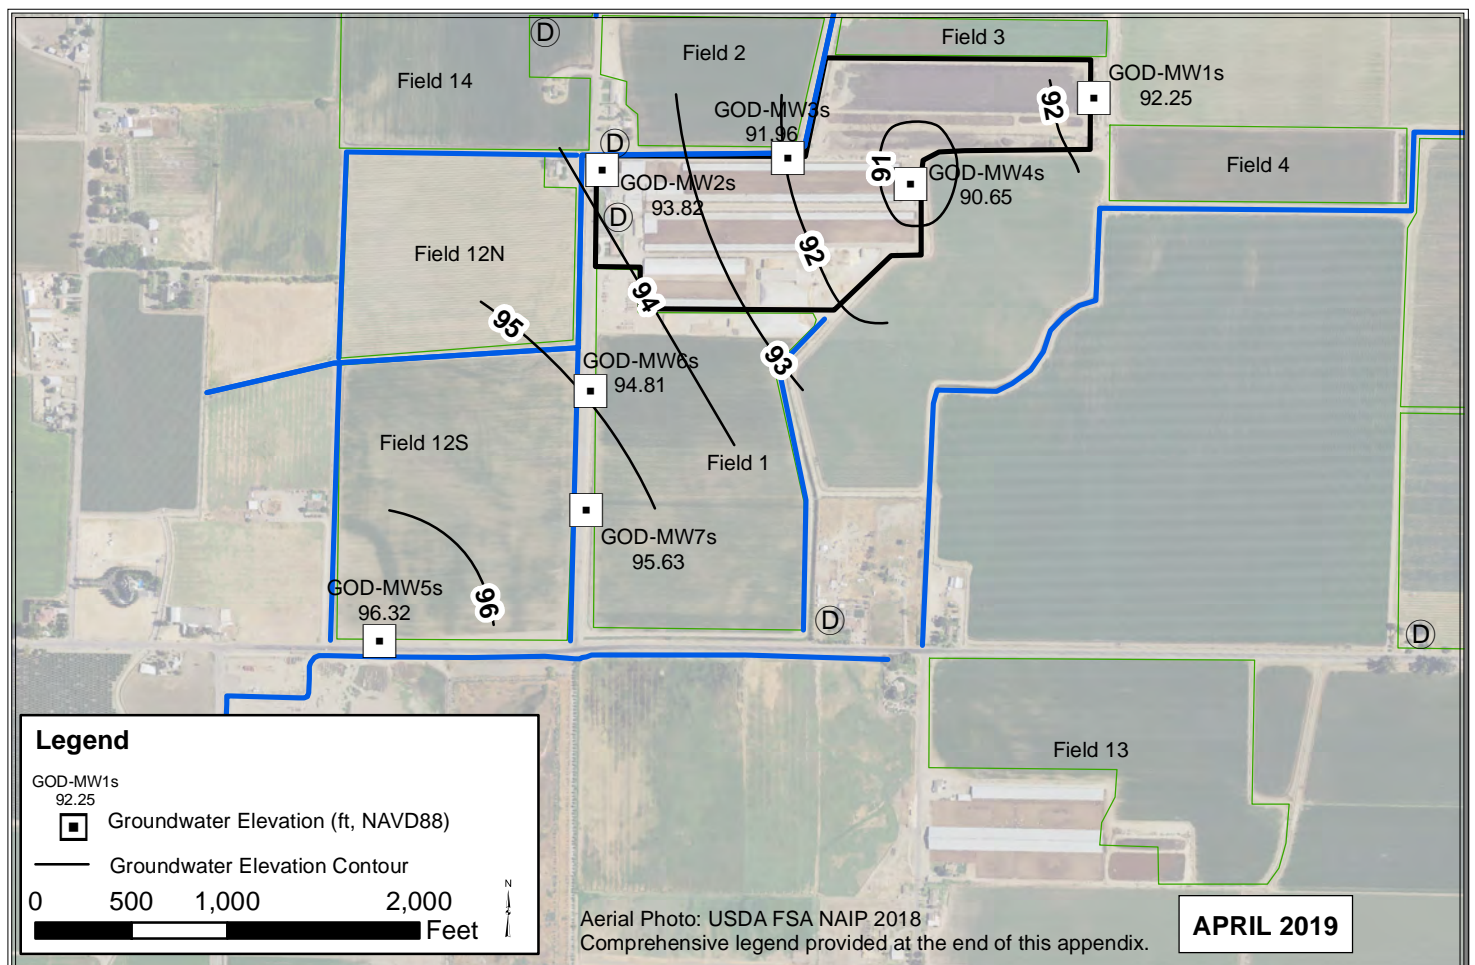 D
Field 2
Field 3
Field 14
GOD-MW1s
92.25
92
GOD-MW3s
91.96
D
91
GOD-MW4s
90.65
Field 4
GOD-MW2s
93.82
D
Field 12N
92
94
95
93
GOD-MW6s
94.81
Field 12S
Field 1
GOD-MW7s
95.63
GOD-MW5s
96.32
96
D
D
Field 13
Legend
GOD-MW1s
92.25
Groundwater Elevation (ft, NAVD88)
Groundwater Elevation Contour
0 500 1,000 2,000
Feet
N
Aerial Photo: USDA FSA NAIP 2018
Comprehensive legend provided at the end of this appendix.
APRIL 2019